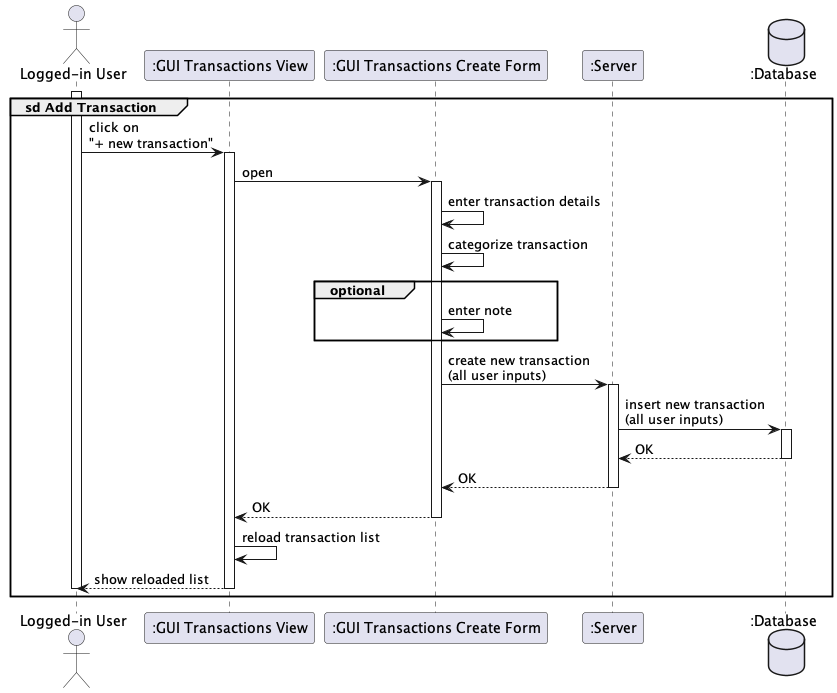 Logged-in User
:GUI Transactions View
:GUI Transactions Create Form
:Server
:Database
sd Add Transaction
click on
"+ new transaction"
open
enter transaction details
categorize transaction
optional
enter note
create new transaction
(all user inputs)
insert new transaction
(all user inputs)
OK
OK
OK
reload transaction list
show reloaded list
Logged-in User
:GUI Transactions View
:GUI Transactions Create Form
:Server
:Database